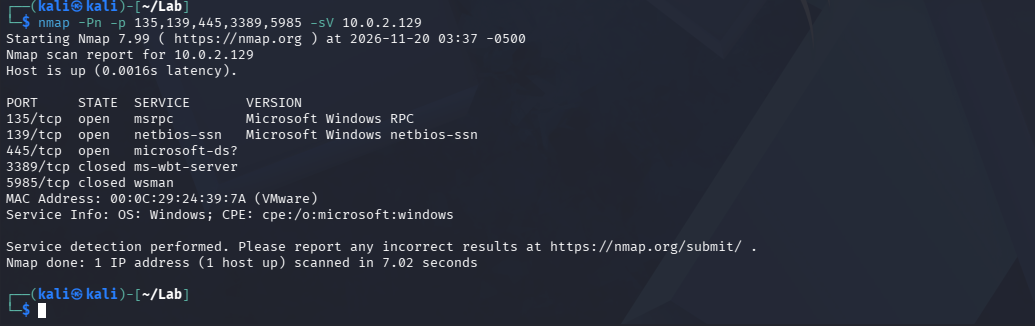 ┌──(kali㉿kali)-[~/Lab]
└─$ nmap -Pn -p 135,139,445,3389,5985 -sV 10.0.2.129
Starting Nmap 7.99 ( https://nmap.org ) at 2026-11-20 03:37 -0500
Nmap scan report for 10.0.2.129
Host is up (0.0016s latency).

PORT     STATE  SERVICE       VERSION
135/tcp  open   msrpc         Microsoft Windows RPC
139/tcp  open   netbios-ssn   Microsoft Windows netbios-ssn
445/tcp  open   microsoft-ds?
3389/tcp closed ms-wbt-server
5985/tcp closed wsman
MAC Address: 00:0C:29:24:39:7A (VMware)
Service Info: OS: Windows; CPE: cpe:/o:microsoft:windows

Service detection performed. Please report any incorrect results at https://nmap.org/submit/ .
Nmap done: 1 IP address (1 host up) scanned in 7.02 seconds

┌──(kali㉿kali)-[~/Lab]
└─$